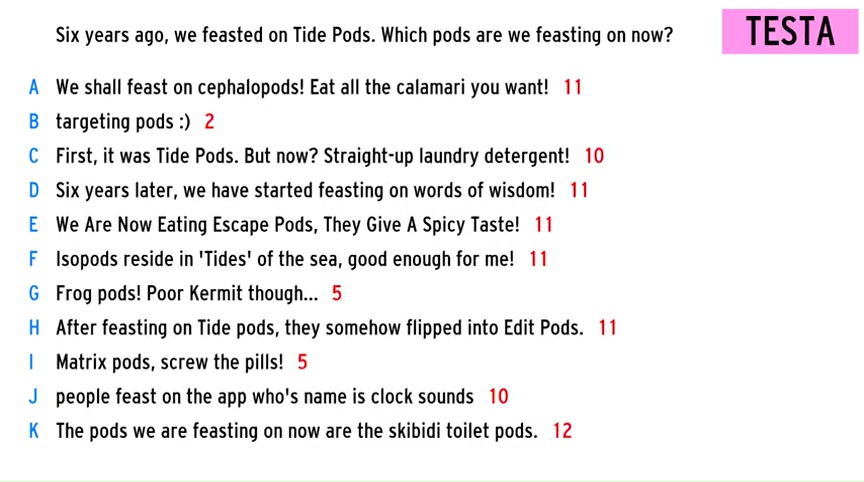 Six years ago, we feasted on Tide Pods. Which pods are we feasting on now?
TESTA
A We shall feast on cephalopods! Eat all the calamari you want! 11
B targeting pods :) 2
C First, it was Tide Pods. But now? Straight-up laundry detergent! 10
D Six years later, we have started feasting on words of wisdom! 11
E We Are Now Eating Escape Pods, They Give A Spicy Taste! 11
F Isopods reside in 'Tides' of the sea, good enough for me! 11
G Frog pods! Poor Kermit though... 5
H After feasting on Tide pods, they somehow flipped into Edit Pods. 11
I Matrix pods, screw the pills! 5
J people feast on the app who's name is clock sounds 10
K The pods we are feasting on now are the skibidi toilet pods. 12